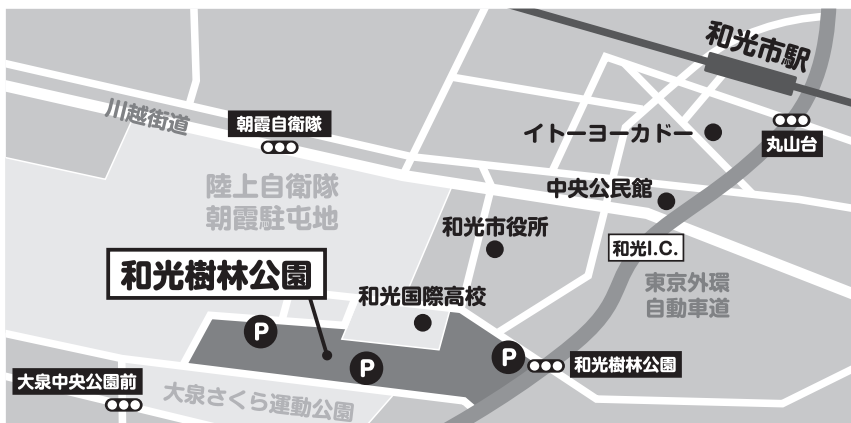 和光市駅
川越街道
朝霞自衛隊
イトーヨーカドー
丸山台
陸上自衛隊
朝霞駐屯地
中央公民館
和光市役所
和光I.C.
和光樹林公園
和光国際高校
東京外環
自動車道
P
P
P
和光樹林公園
大泉中央公園前
大泉さくら運動公園